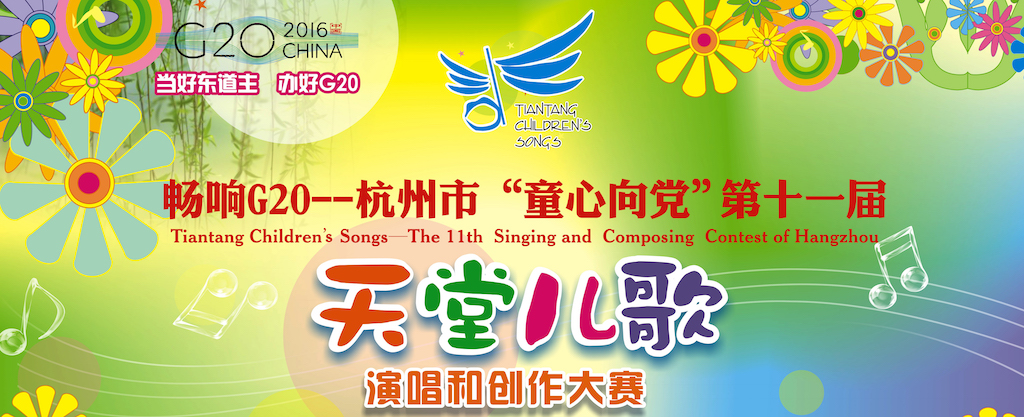 G20 2016 CHINA
当好东道主 办好G20
TIANTANG
CHILDREN'S
SONGS
畅响G20--杭州市“童心向党”第十一届
Tiantang Children's Songs—The 11th Singing and Composing Contest of Hangzhou
天堂儿歌
演唱和创作大赛